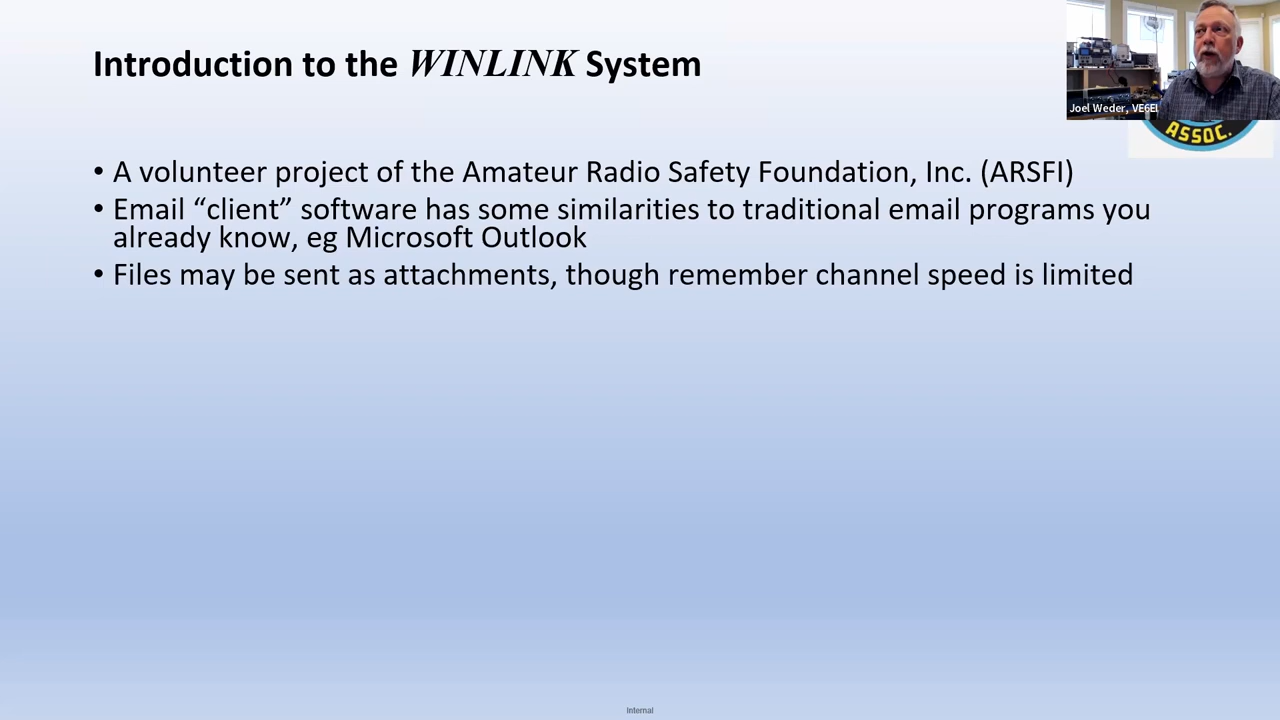 Introduction to the WINLINK System
Joel Weder, VE6EI
ASSOC.
• A volunteer project of the Amateur Radio Safety Foundation, Inc. (ARSFI)
• Email “client” software has some similarities to traditional email programs you
already know, eg Microsoft Outlook
• Files may be sent as attachments, though remember channel speed is limited
Internal